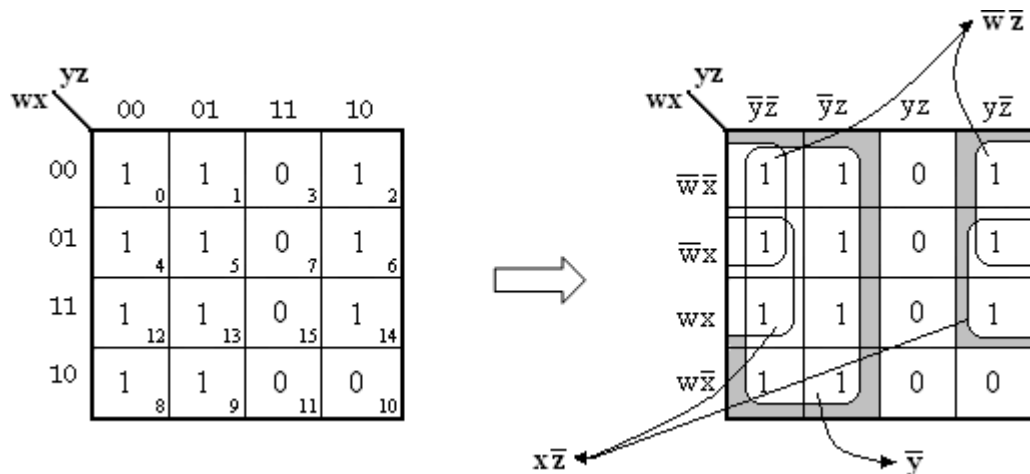 w̅ z̅
yz
wx
00 01 11 10
00 1 0 1 1 0 3 1 2
01 1 4 1 5 0 7 1 6
11 1 12 1 13 0 15 1 14
10 1 8 1 9 0 11 0 10
yz
wx
y̅z̅ y̅z yz yz̅
w̅x̅ 1 1 0 1
w̅x 1 1 0 1
wx 1 1 0 1
wx̅ 1 1 0 0
xz̅
y̅